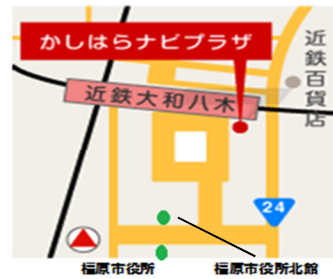 かしはらナビプラザ
近鉄百貨店
近鉄大和八木
24
橿原市役所
橿原市役所北館